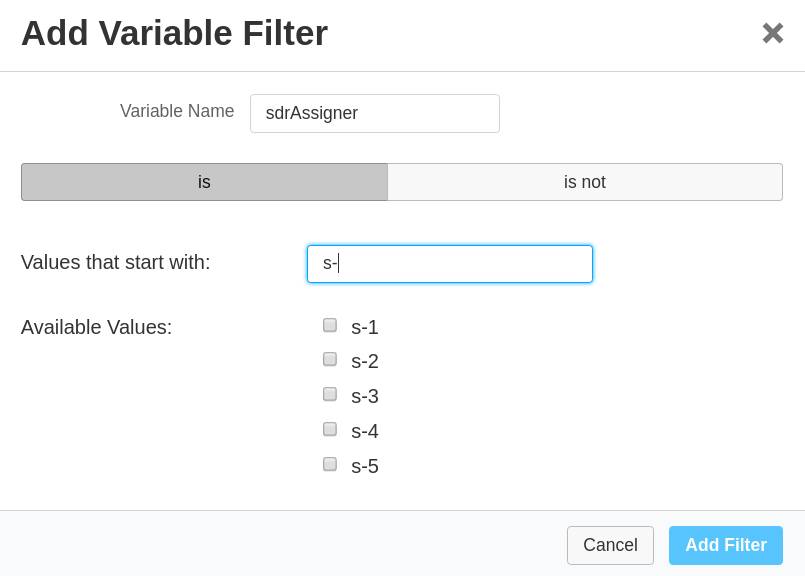 Add Variable Filter
Variable Name sdrAssigner
is is not
Values that start with: s-
Available Values: s-1
s-2
s-3
s-4
s-5
Cancel Add Filter